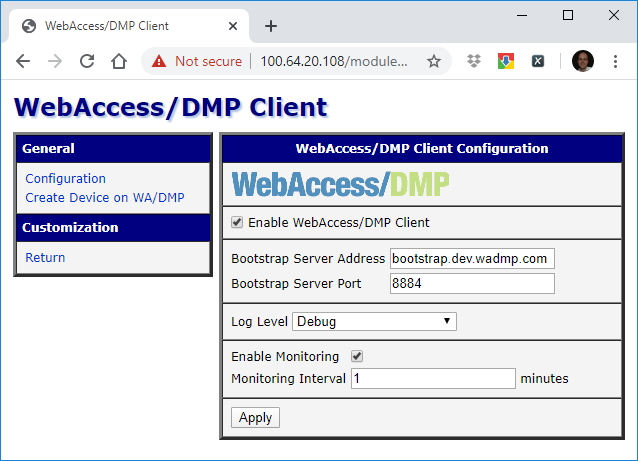 WebAccess/DMP Client
Not secure 100.64.20.108/module...
WebAccess/DMP Client
General
Configuration
Create Device on WA/DMP
Customization
Return
WebAccess/DMP Client Configuration
WebAccess/DMP
Enable WebAccess/DMP Client
Bootstrap Server Address bootstrap.dev.wadmp.com
Bootstrap Server Port 8884
Log Level Debug
Enable Monitoring
Monitoring Interval 1 minutes
Apply